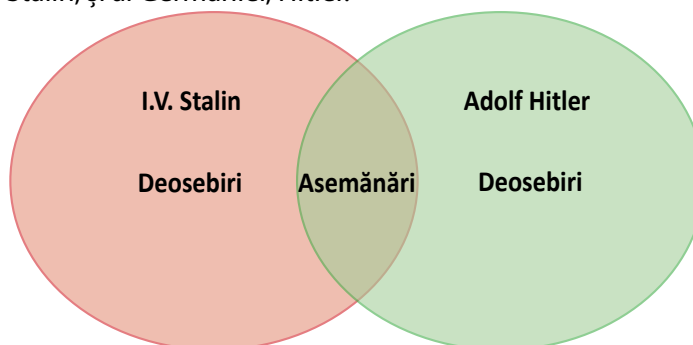 Stalin, și al Germaniei, Hitler.
I.V. Stalin
Adolf Hitler
Deosebiri
Asemănări
Deosebiri